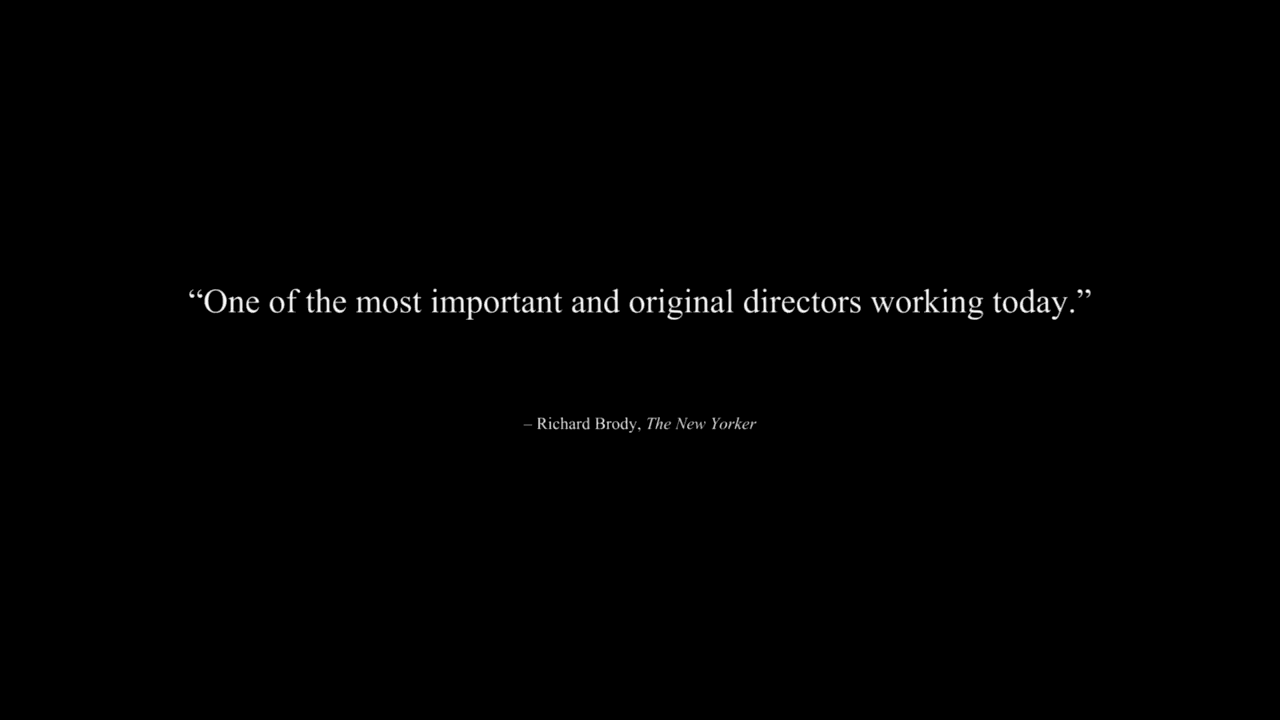 “One of the most important and original directors working today.”
– Richard Brody, The New Yorker